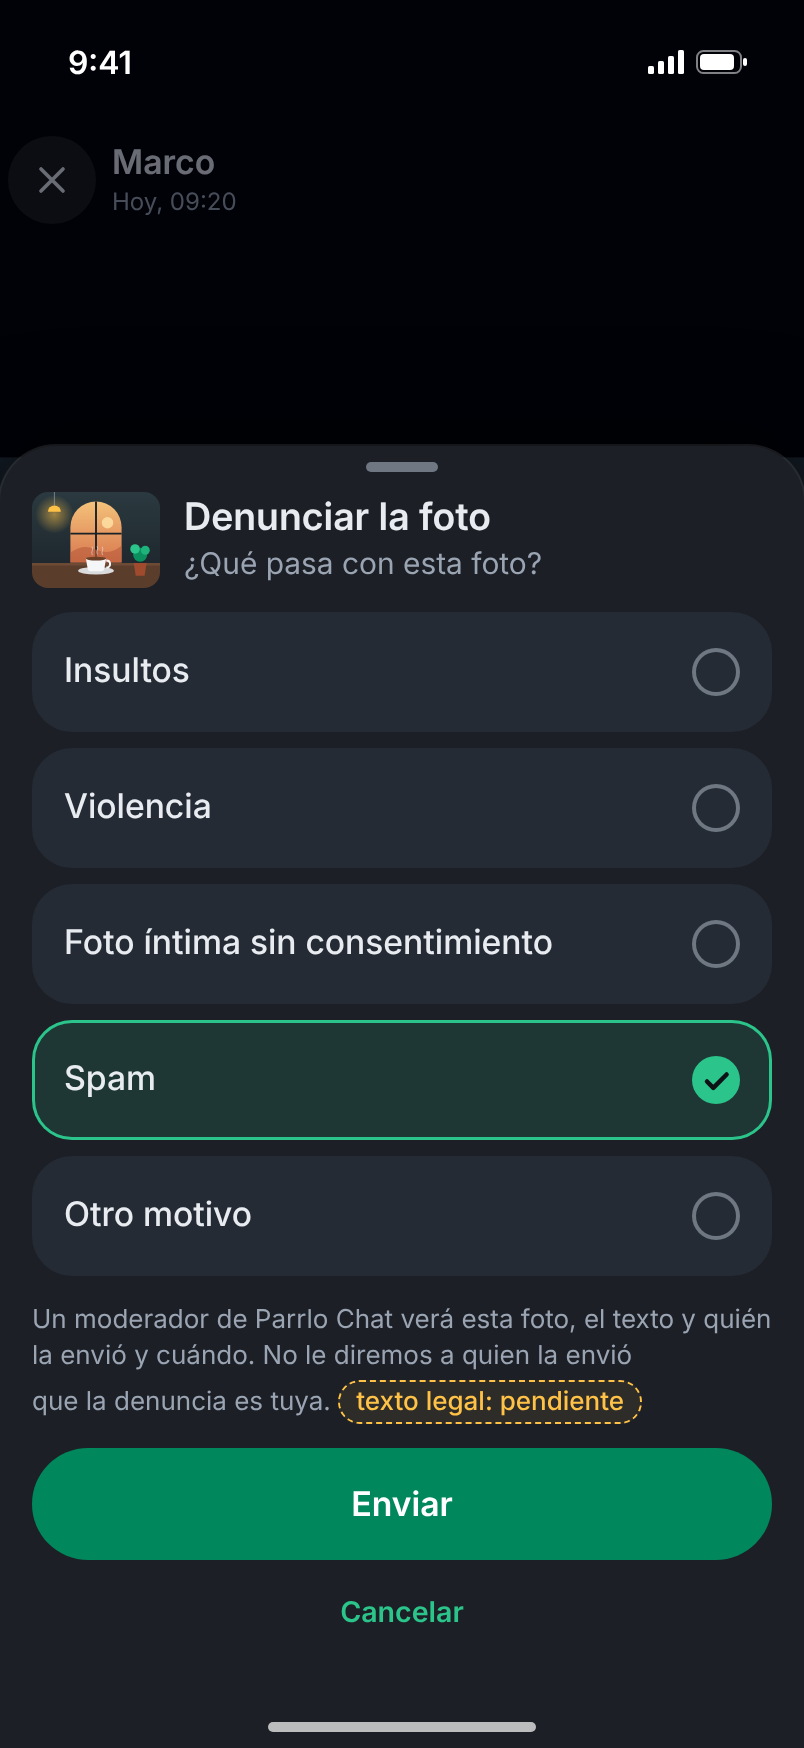 9:41
Marco
Hoy, 09:20
Denunciar la foto
¿Qué pasa con esta foto?
Insultos
Violencia
Foto íntima sin consentimiento
Spam
Otro motivo
Un moderador de Parrlo Chat verá esta foto, el texto y quién
la envió y cuándo. No le diremos a quien la envió
que la denuncia es tuya. texto legal: pendiente
Enviar
Cancelar